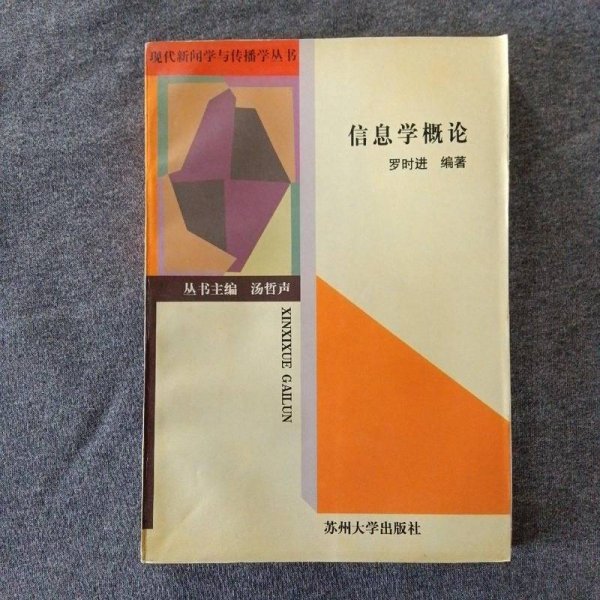 现代新闻学与传播学丛书
信息学概论
罗时进 编著
丛书主编 汤哲声
XINXIXUE GAILUN
苏州大学出版社